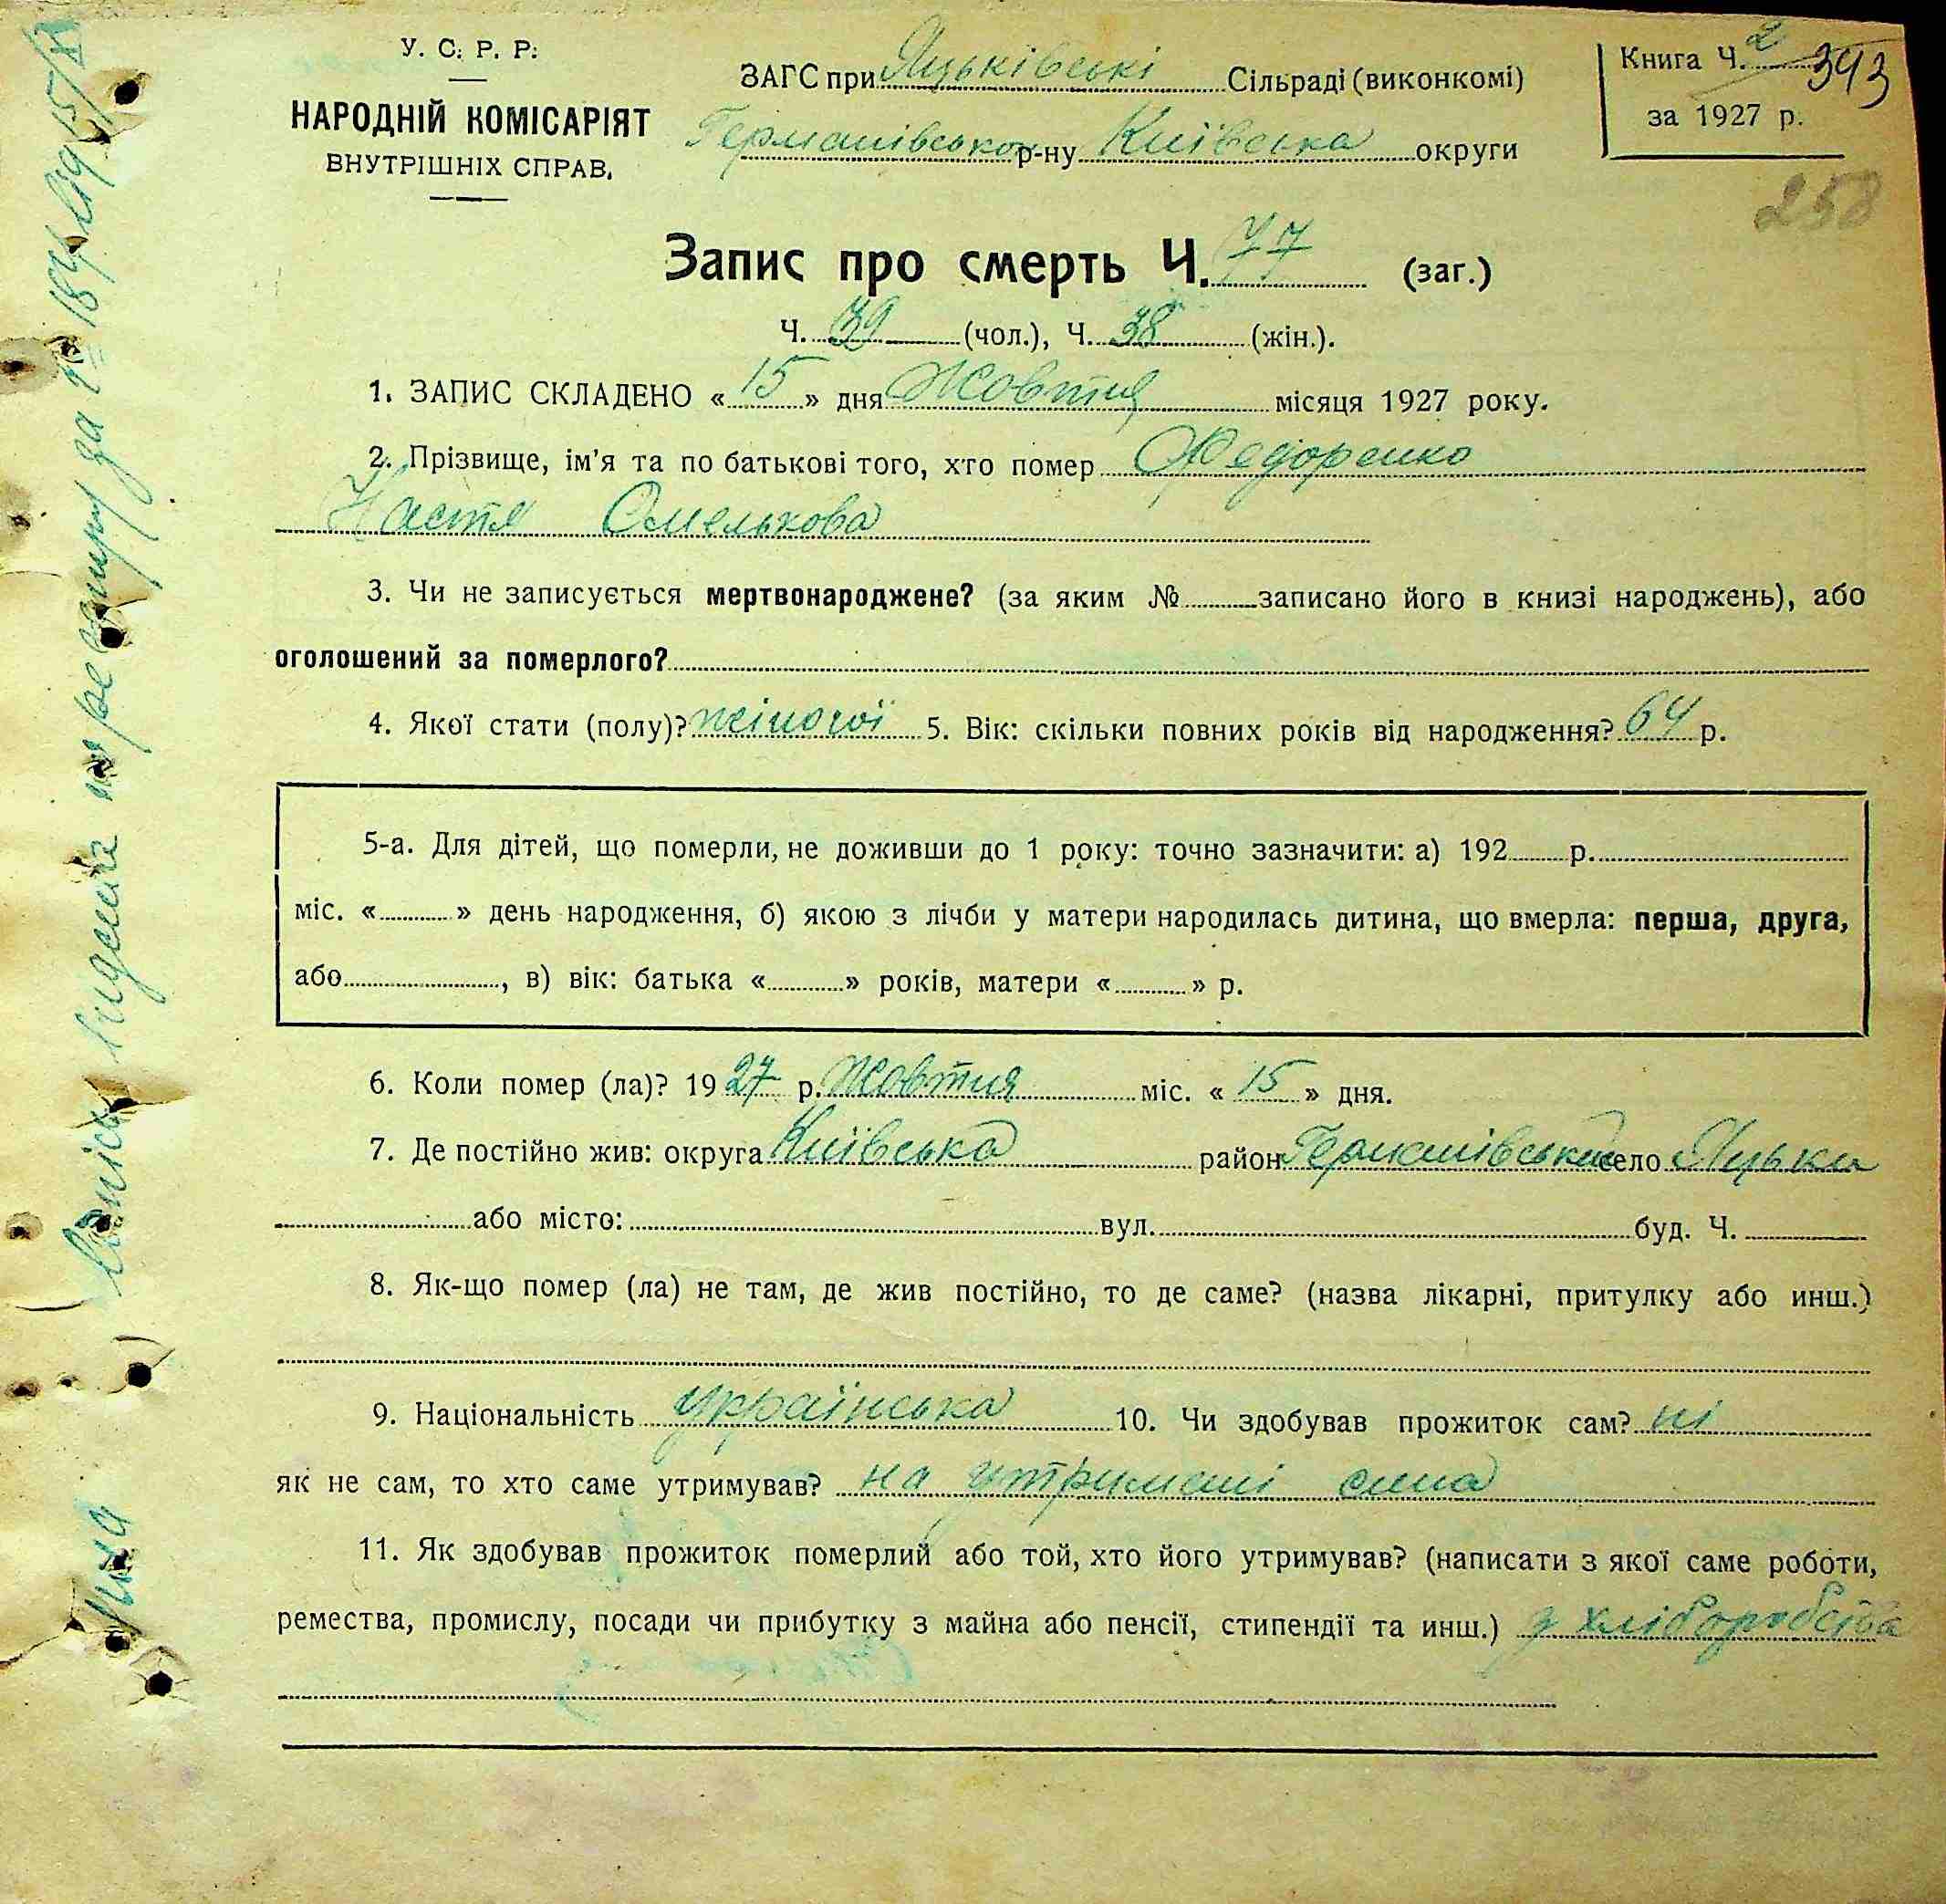 У. С. Р. Р.
НАРОДНІЙ КОМІСАРІЯТ
ВНУТРІШНІХ СПРАВ.
ЗАГС при Яцьківські Сільраді (виконкомі)
Германівсько р-ну Київська округи
Книга Ч. 2 343
за 1927 р.
258
Запис про смерть Ч. 77 (заг.)
Ч. 39 (чол.), Ч. 38 (жін.).
1. ЗАПИС СКЛАДЕНО « 15 » дня Жовтня місяця 1927 року.
2. Прізвище, ім'я та по батькові того, хто помер Федоренко
Настя Омелькова
3. Чи не записується мертвонароджене? (за яким № записано його в книзі народжень), або
оголошений за померлого?
4. Якої стати (полу)? жіночої 5. Вік: скільки повних років від народження? 64 р.
5-а. Для дітей, що померли, не доживши до 1 року: точно зазначити: а) 192 р.
міс. « » день народження, б) якою з лічби у матери народилась дитина, що вмерла: перша, друга,
або , в) вік: батька « » років, матери « » р.
6. Коли помер (ла)? 1927 р. Жовтня міс. « 15 » дня.
7. Де постійно жив: округа Київська район Германівський село Яцьки
або місто: вул. буд. Ч.
8. Як-що помер (ла) не там, де жив постійно, то де саме? (назва лікарні, притулку або инш.)
9. Національність Українська 10. Чи здобував прожиток сам? ні
як не сам, то хто саме утримував? на утримані сина
11. Як здобував прожиток померлий або той, хто його утримував? (написати з якої саме роботи,
ремества, промислу, посади чи прибутку з майна або пенсії, стипендії та инш.) з хліборобства